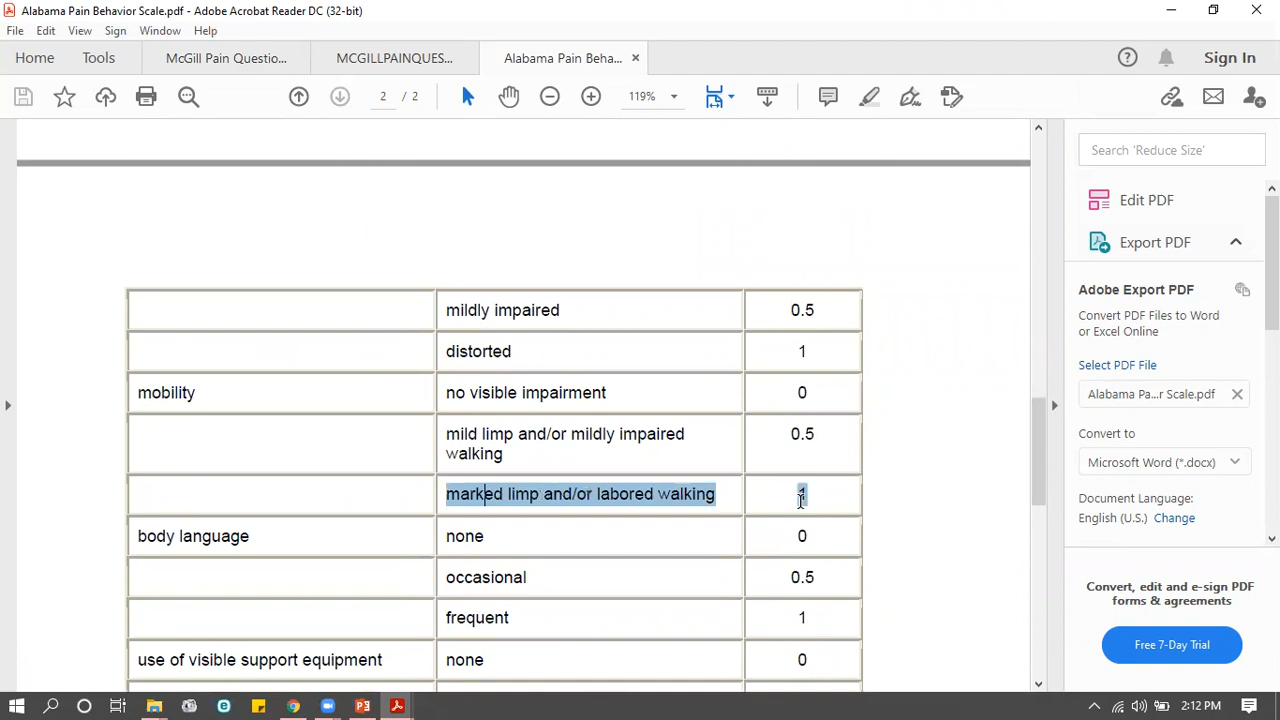 Alabama Pain Behavior Scale.pdf - Adobe Acrobat Reader DC (32-bit)
File Edit View Sign Window Help
Home Tools McGill Pain Questio... MCGILLPAINQUES... Alabama Pain Beha... Sign In
2 / 2 119%
Search 'Reduce Size'
Edit PDF
Export PDF
Adobe Export PDF
Convert PDF Files to Word
or Excel Online
Select PDF File
Alabama Pa...r Scale.pdf
Convert to
Microsoft Word (*.docx)
Document Language:
English (U.S.) Change
Convert, edit and e-sign PDF
forms & agreements
Free 7-Day Trial
mildly impaired 0.5
distorted 1
mobility no visible impairment 0
mild limp and/or mildly impaired 0.5
walking
marked limp and/or labored walking 1
body language none 0
occasional 0.5
frequent 1
use of visible support equipment none 0
2:12 PM